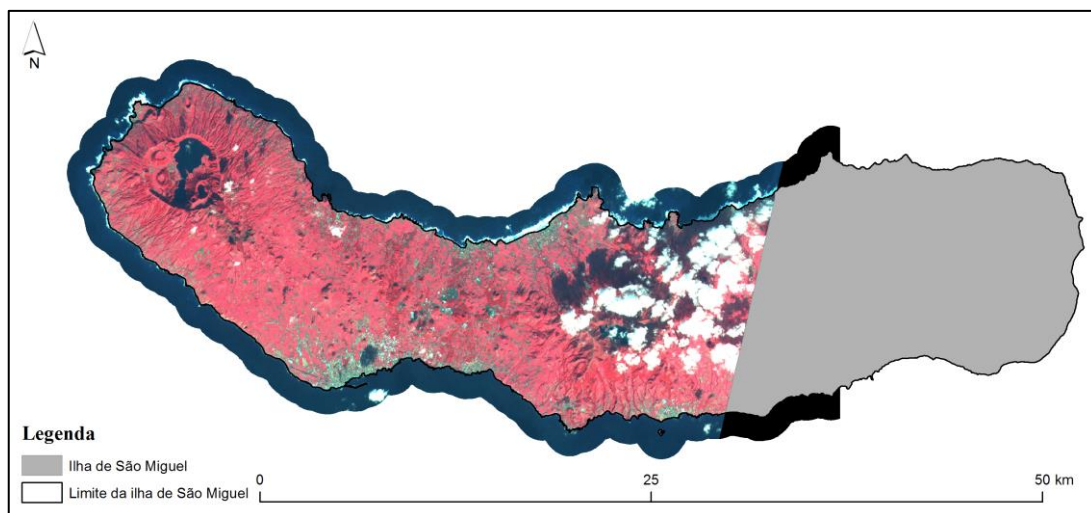 N
Legenda
Ilha de São Miguel
Limite da ilha de São Miguel
0 25 50 km